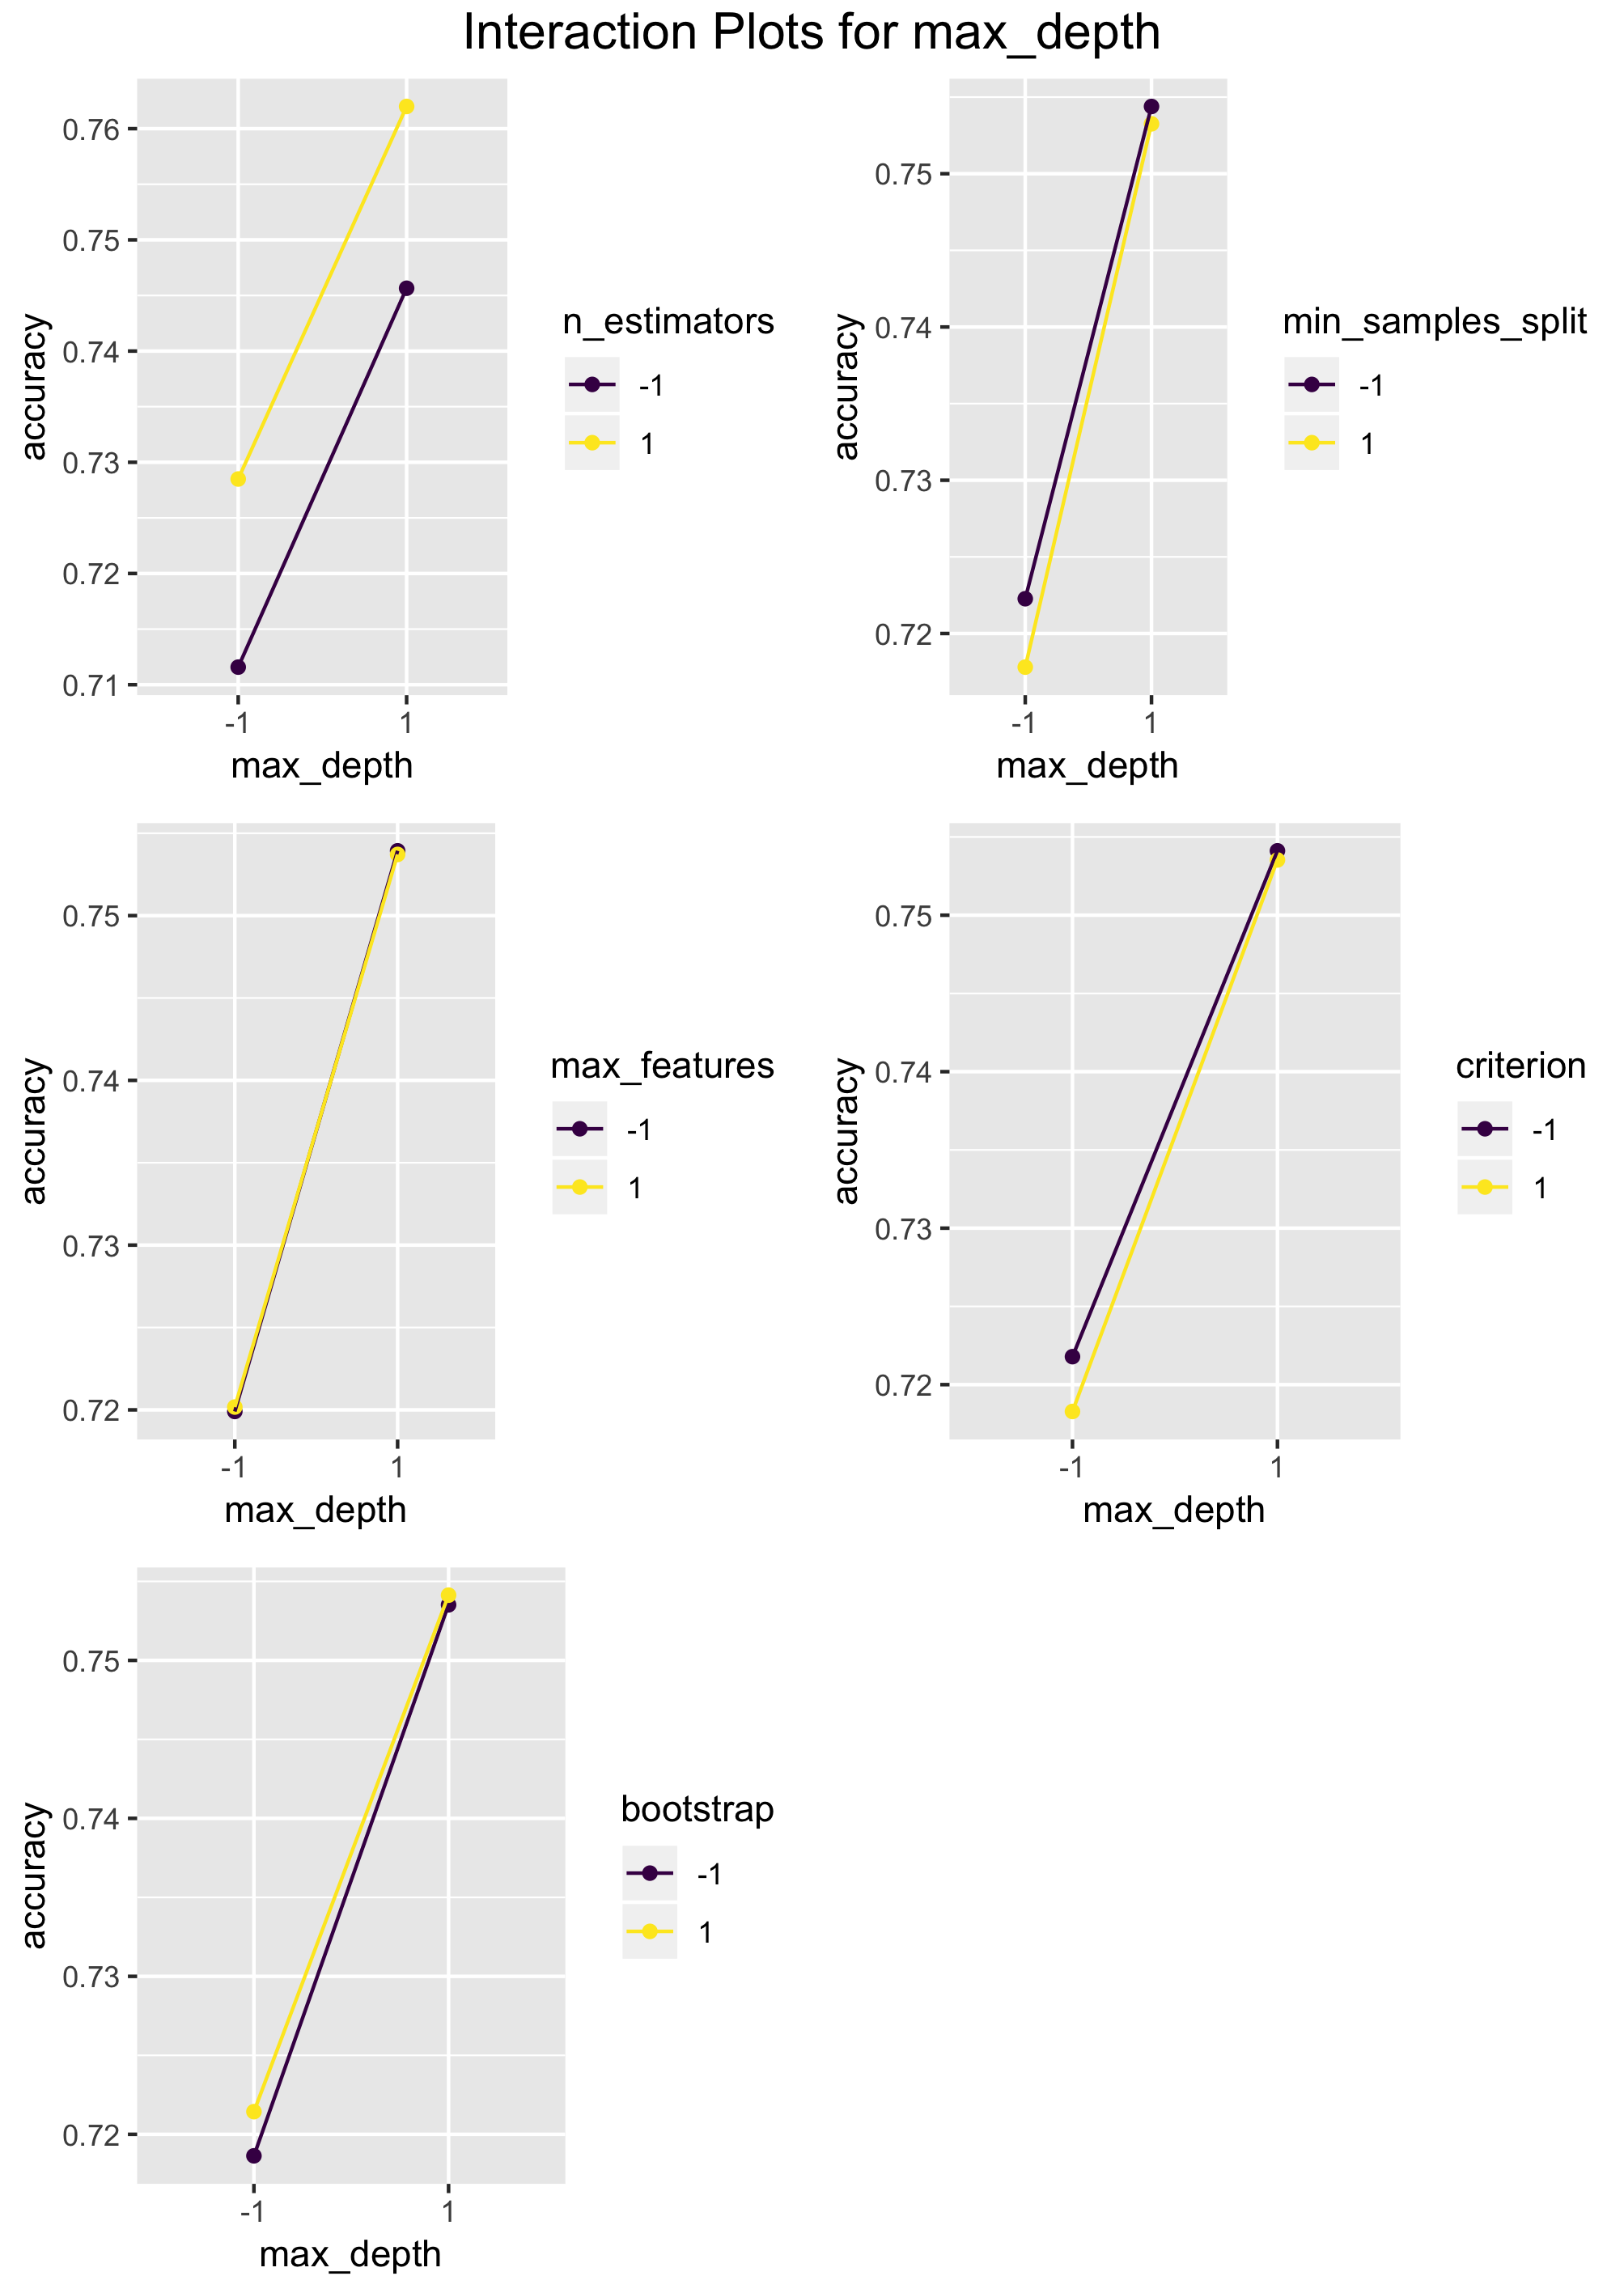 Interaction Plots for max_depth
accuracy
0.76
0.75
0.74
0.73
0.72
0.71
-1
1
max_depth
n_estimators
-1
1
accuracy
0.75
0.74
0.73
0.72
-1
1
max_depth
min_samples_split
-1
1
accuracy
0.75
0.74
0.73
0.72
-1
1
max_depth
max_features
-1
1
accuracy
0.75
0.74
0.73
0.72
-1
1
max_depth
criterion
-1
1
accuracy
0.75
0.74
0.73
0.72
-1
1
max_depth
bootstrap
-1
1